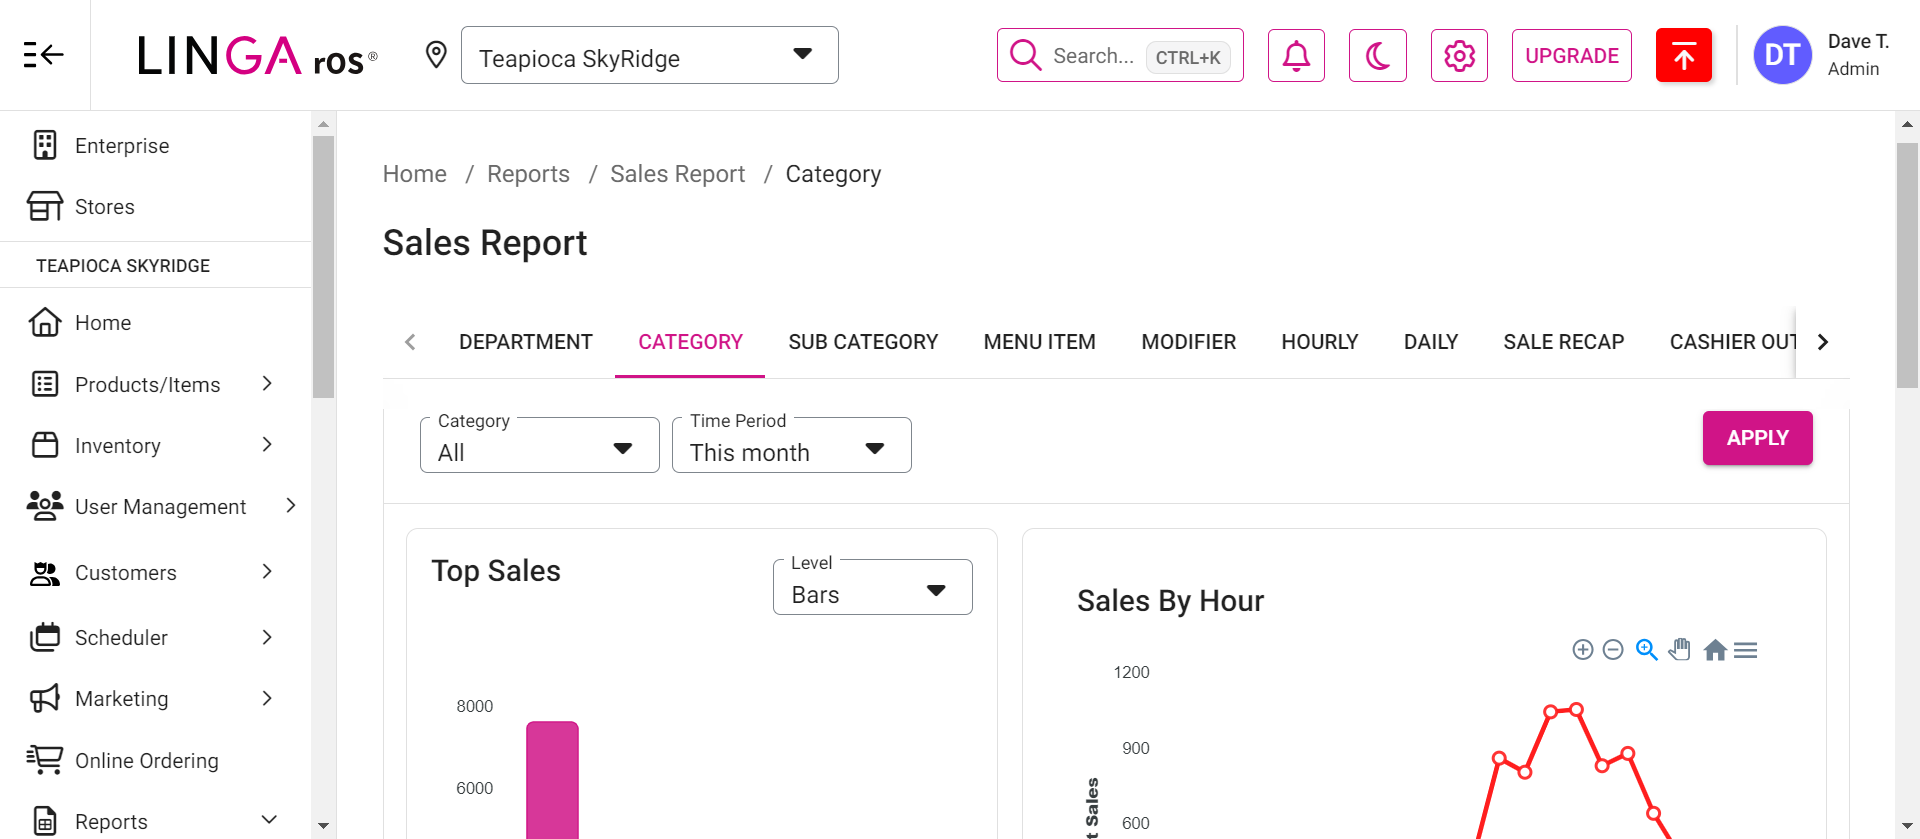 LINGA ros®
Teapioca SkyRidge
Search... CTRL+K
UPGRADE
DT
Dave T.
Admin
Enterprise
Stores
TEAPIOCA SKYRIDGE
Home
Products/Items
Inventory
User Management
Customers
Scheduler
Marketing
Online Ordering
Reports
Home / Reports / Sales Report / Category
Sales Report
DEPARTMENT CATEGORY SUB CATEGORY MENU ITEM MODIFIER HOURLY DAILY SALE RECAP CASHIER OUT
Category
All
Time Period
This month
APPLY
Top Sales
Level
Bars
8000
6000
Sales By Hour
1200
900
600
t Sales